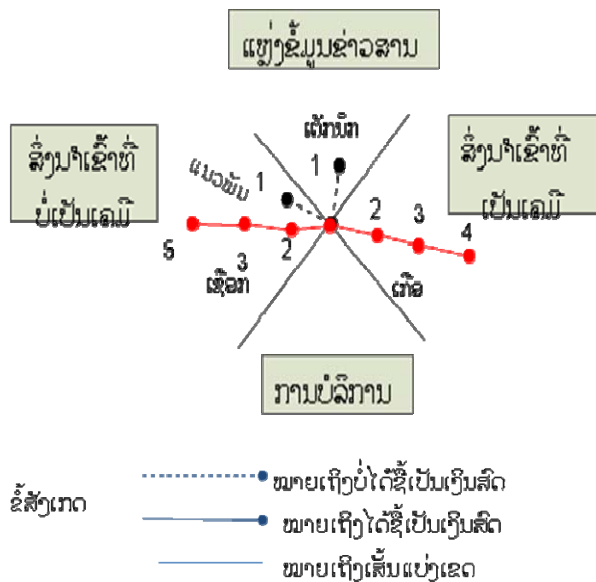 ແຫຼ່ງຂໍ້ມູນຂ່າວສານ
ເຕັກນິກ
ສິ່ງນຳເຂົ້າທີ່
ບໍ່ເປັນເຄມີ
ແນວພັນ
1
1
ສິ່ງນຳເຂົ້າທີ່
ເປັນເຄມີ
5
3
2
2
3
4
ເຊືອກ
ເກືອ
ການບໍລິການ
ຂໍ້ສັງເກດ
ໝາຍເຖິງບໍ່ໄດ້ຊື້ເປັນເງິນສົດ
ໝາຍເຖິງໄດ້ຊື້ເປັນເງິນສົດ
ໝາຍເຖິງເສັ້ນແບ່ງເຂດ